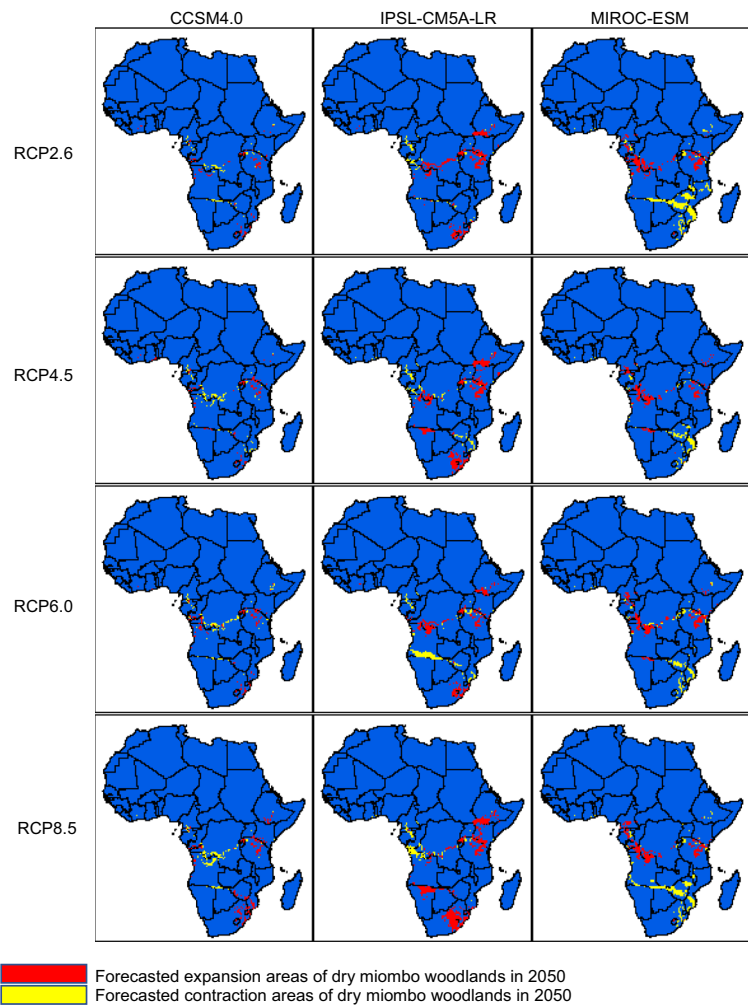 CCSM4.0 IPSL-CM5A-LR MIROC-ESM
RCP2.6
RCP4.5
RCP6.0
RCP8.5
Forecasted expansion areas of dry miombo woodlands in 2050
Forecasted contraction areas of dry miombo woodlands in 2050